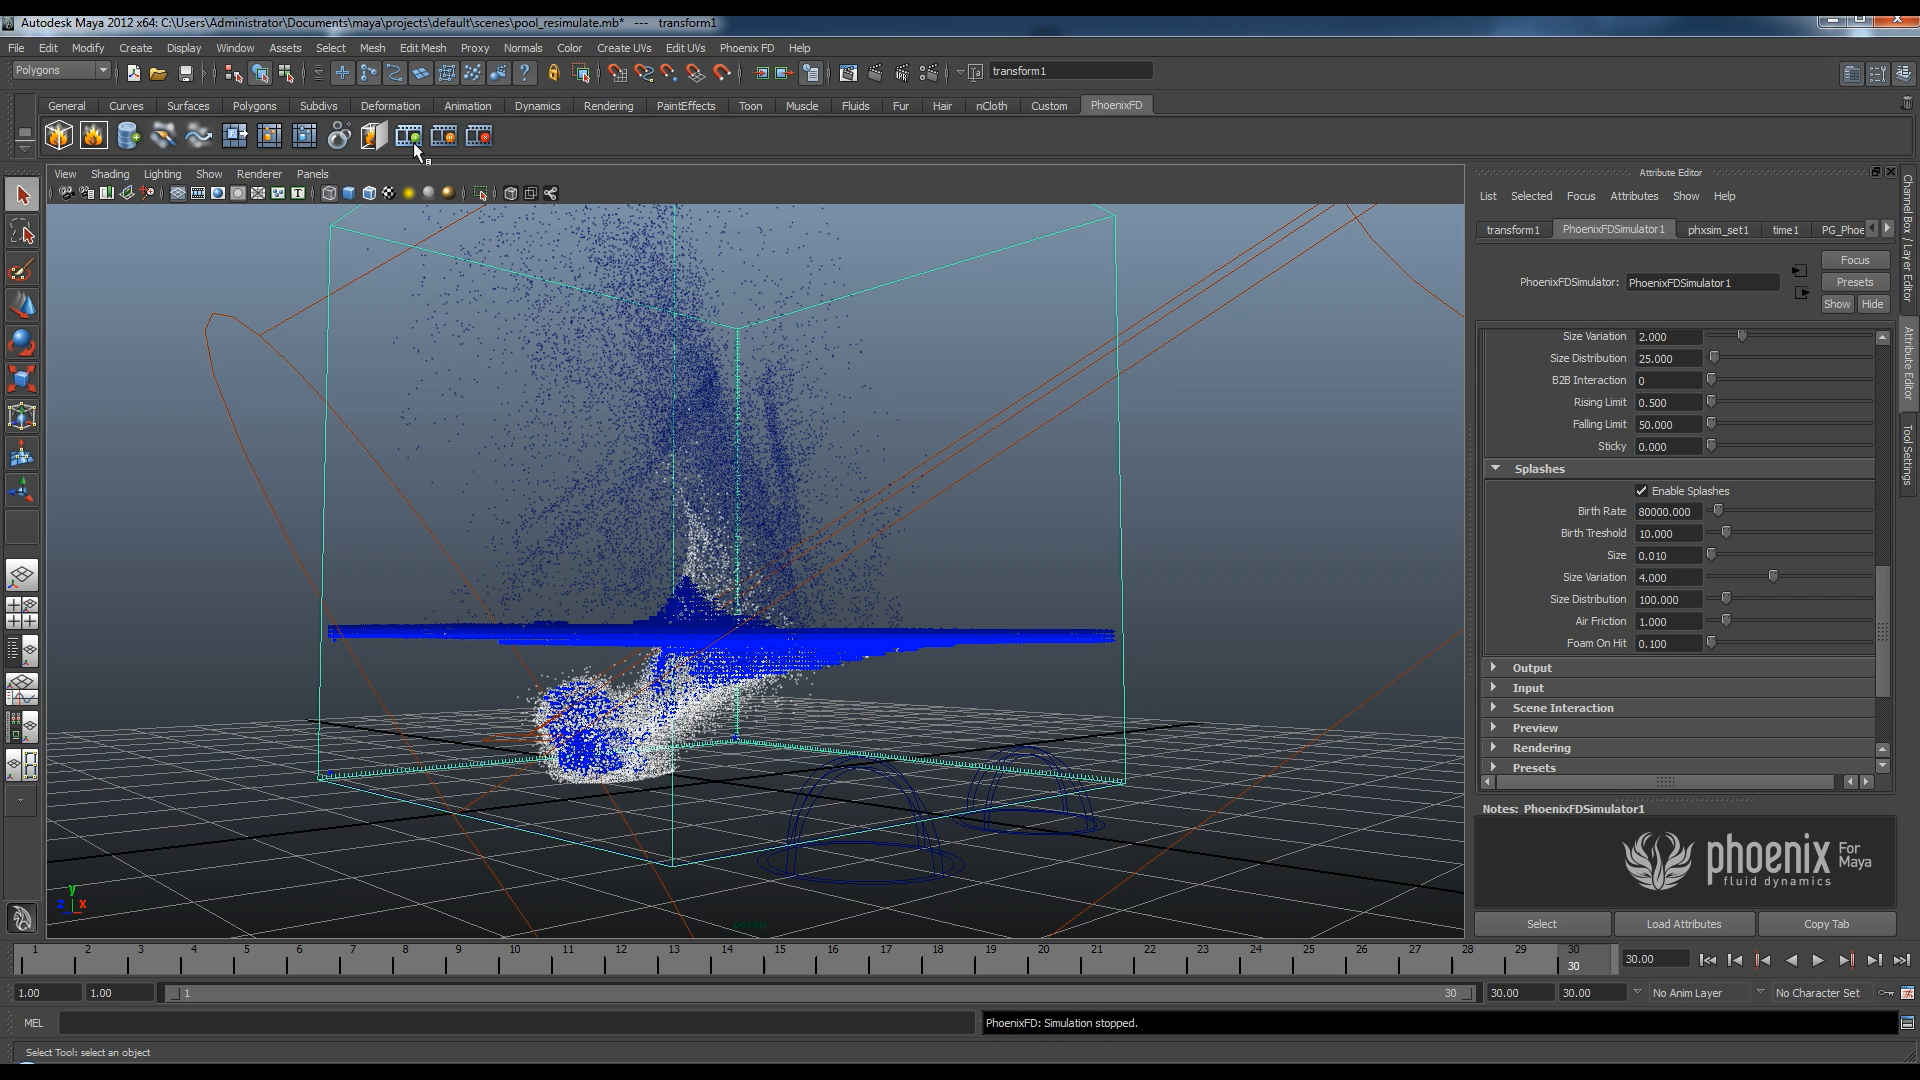 Autodesk Maya 2012 x64: C:\Users\Administrator\Documents\maya\projects\default\scenes\pool_resimulate.mb* --- transform1
File Edit Modify Create Display Window Assets Select Mesh Edit Mesh Proxy Normals Color Create UVs Edit UVs Phoenix FD Help
Polygons transform1
General Curves Surfaces Polygons Subdivs Deformation Animation Dynamics Rendering PaintEffects Toon Muscle Fluids Fur Hair nCloth Custom PhoenixFD
View Shading Lighting Show Renderer Panels
Attribute Editor
List Selected Focus Attributes Show Help
transform1 PhoenixFDSimulator1 phxsim_set1 time1 PG_Phoe
Focus
PhoenixFDSimulator: PhoenixFDSimulator1
Presets
Show Hide
Size Variation 2.000
Size Distribution 25.000
B2B Interaction 0
Rising Limit 0.500
Falling Limit 50.000
Sticky 0.000
Splashes
Enable Splashes
Birth Rate 80000.000
Birth Treshold 10.000
Size 0.010
Size Variation 4.000
Size Distribution 100.000
Air Friction 1.000
Foam On Hit 0.100
Output
Input
Scene Interaction
Preview
Rendering
Presets
Notes: PhoenixFDSimulator1
phoenix For Maya
fluid dynamics
Select Load Attributes Copy Tab
Channel Box / Layer Editor
Attribute Editor
Tool Settings
y
z x
persp
1 2 3 4 5 6 7 8 9 10 11 12 13 14 15 16 17 18 19 20 21 22 23 24 25 26 27 28 29 30
30
30.00
1.00 1.00 1 30 30.00 30.00 No Anim Layer No Character Set
MEL PhoenixFD: Simulation stopped.
Select Tool: select an object